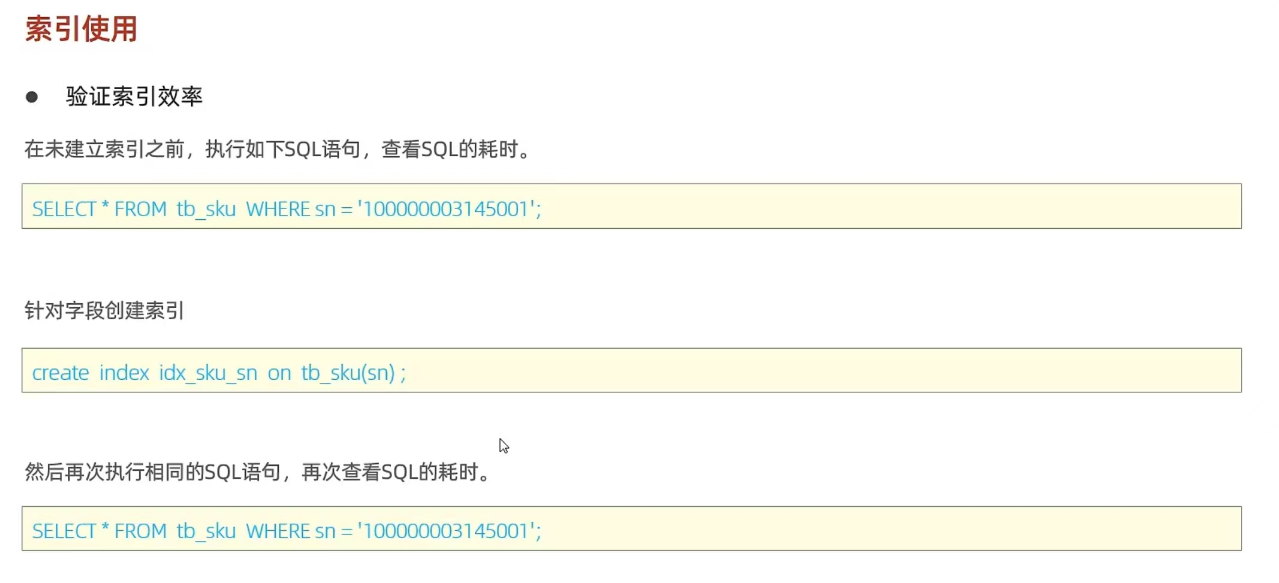 索引使用
● 验证索引效率
在未建立索引之前，执行如下SQL语句，查看SQL的耗时。
SELECT * FROM tb_sku WHERE sn = '100000003145001';
针对字段创建索引
create index idx_sku_sn on tb_sku(sn) ;
然后再次执行相同的SQL语句，再次查看SQL的耗时。
SELECT * FROM tb_sku WHERE sn = '100000003145001';